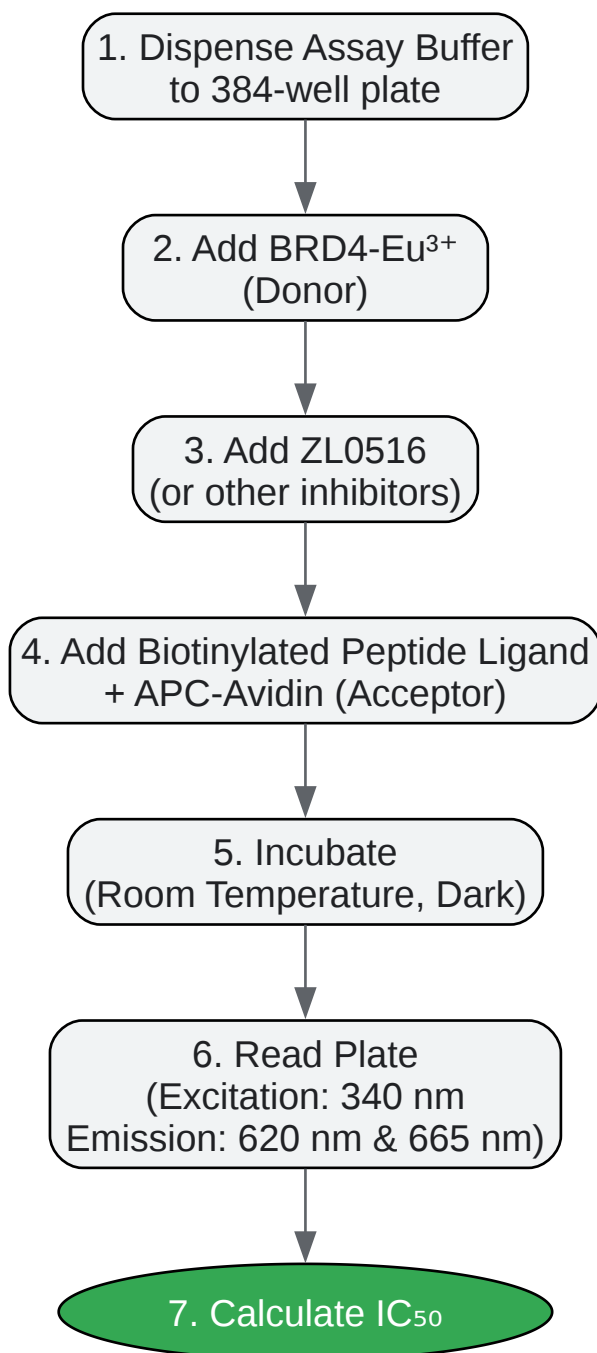 1. Dispense Assay Buffer
to 384-well plate
2. Add BRD4-Eu³⁺
(Donor)
3. Add ZL0516
(or other inhibitors)
4. Add Biotinylated Peptide Ligand
+ APC-Avidin (Acceptor)
5. Incubate
(Room Temperature, Dark)
6. Read Plate
(Excitation: 340 nm
Emission: 620 nm & 665 nm)
7. Calculate IC₅₀